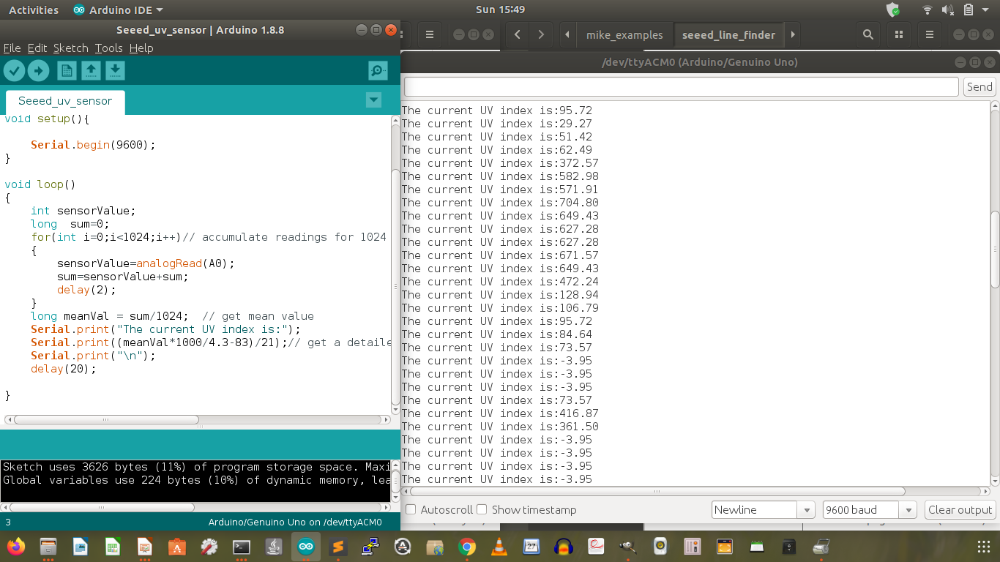 Activities Arduino IDE Sun 15:49
Seeed_uv_sensor | Arduino 1.8.8
mike_examples seeed_line_finder
File Edit Sketch Tools Help
/dev/ttyACM0 (Arduino/Genuino Uno)
Send
Seeed_uv_sensor
void setup(){
Serial.begin(9600);
}
void loop()
{
int sensorValue;
long  sum=0;
for(int i=0;i<1024;i++)// accumulate readings for 1024
{
sensorValue=analogRead(A0);
sum=sensorValue+sum;
delay(2);
}
long meanVal = sum/1024;  // get mean value
Serial.print("The current UV index is:");
Serial.print((meanVal*1000/4.3-83)/21);// get a detaile
Serial.print("\n");
delay(20);
}
Sketch uses 3626 bytes (11%) of program storage space. Maxi
Global variables use 224 bytes (10%) of dynamic memory, lea
3 Arduino/Genuino Uno on /dev/ttyACM0
The current UV index is:95.72
The current UV index is:29.27
The current UV index is:51.42
The current UV index is:62.49
The current UV index is:372.57
The current UV index is:582.98
The current UV index is:571.91
The current UV index is:704.80
The current UV index is:649.43
The current UV index is:627.28
The current UV index is:627.28
The current UV index is:671.57
The current UV index is:649.43
The current UV index is:472.24
The current UV index is:128.94
The current UV index is:106.79
The current UV index is:95.72
The current UV index is:84.64
The current UV index is:73.57
The current UV index is:-3.95
The current UV index is:-3.95
The current UV index is:-3.95
The current UV index is:73.57
The current UV index is:416.87
The current UV index is:361.50
The current UV index is:-3.95
The current UV index is:-3.95
The current UV index is:-3.95
The current UV index is:-3.95
Autoscroll Show timestamp Newline 9600 baud Clear output
27